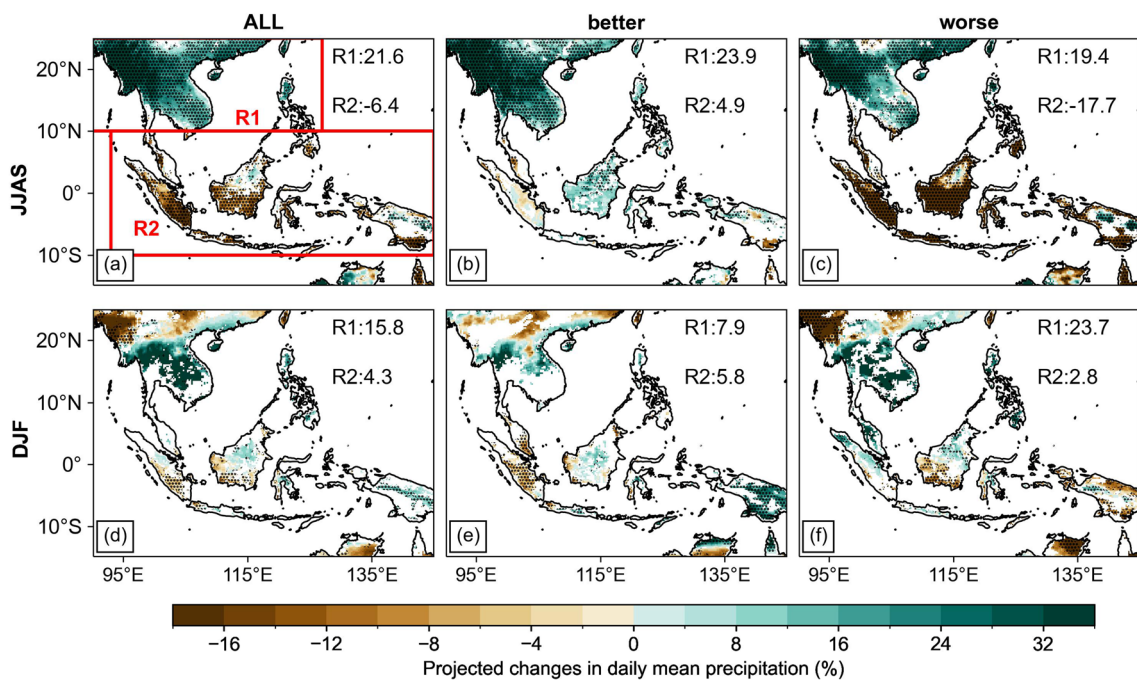 ALL
better
worse
JJAS
20°N
10°N
0°
10°S
R1:21.6
R2:-6.4
R1
R2
(a)
R1:23.9
R2:4.9
(b)
R1:19.4
R2:-17.7
(c)
DJF
20°N
10°N
0°
10°S
R1:15.8
R2:4.3
(d)
R1:7.9
R2:5.8
(e)
R1:23.7
R2:2.8
(f)
95°E 115°E 135°E
95°E 115°E 135°E
95°E 115°E 135°E
−16 −12 −8 −4 0 8 16 24 32
Projected changes in daily mean precipitation (%)